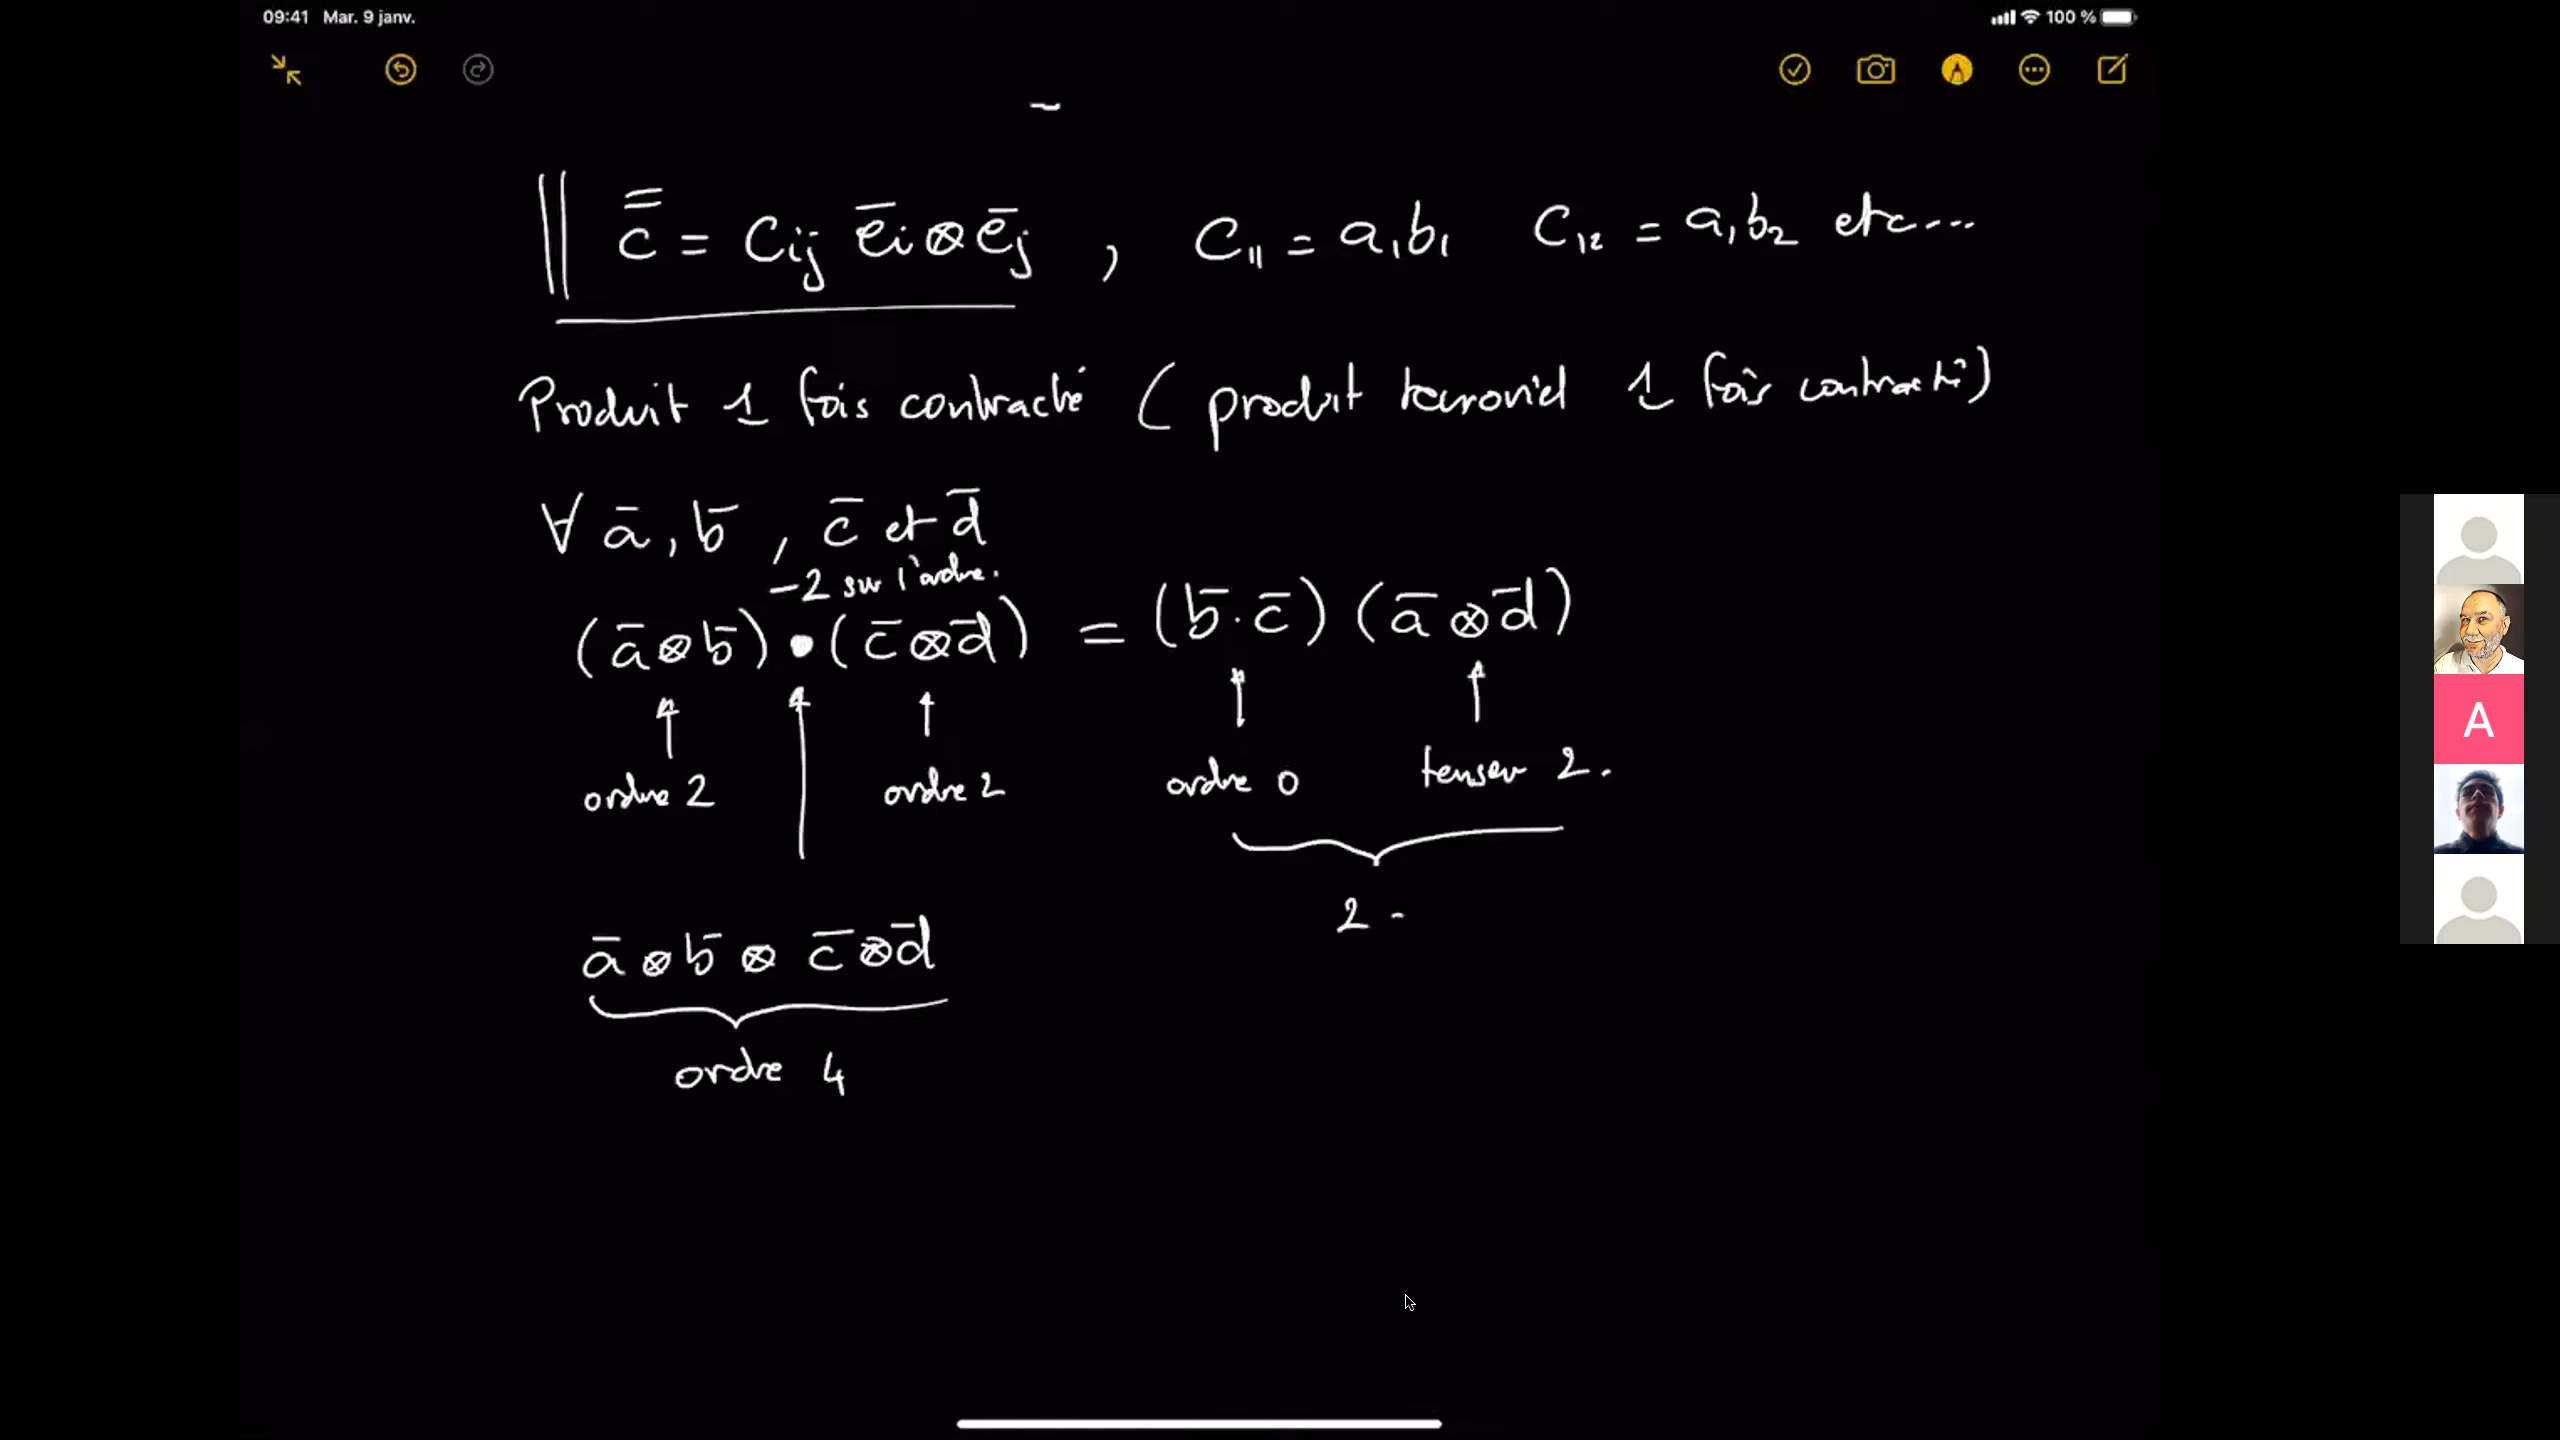 09:41 Mar. 9 janv. 100 %
c̿ = Cij ēi ⊗ ēj , C11 = a1b1 C12 = a1b2 etc...
Produit 1 fois contracté ( produit tensoriel 1 fois contracté)
∀ ā, b̄ , c̄ et d̄
-2 sur l'ordre.
(ā ⊗ b̄) • (c̄ ⊗ d̄) = (b̄ . c̄) (ā ⊗ d̄)
ordre 2 ordre 2 ordre 0 tenseur 2.
2 -
ā ⊗ b̄ ⊗ c̄ ⊗ d̄
ordre 4
A